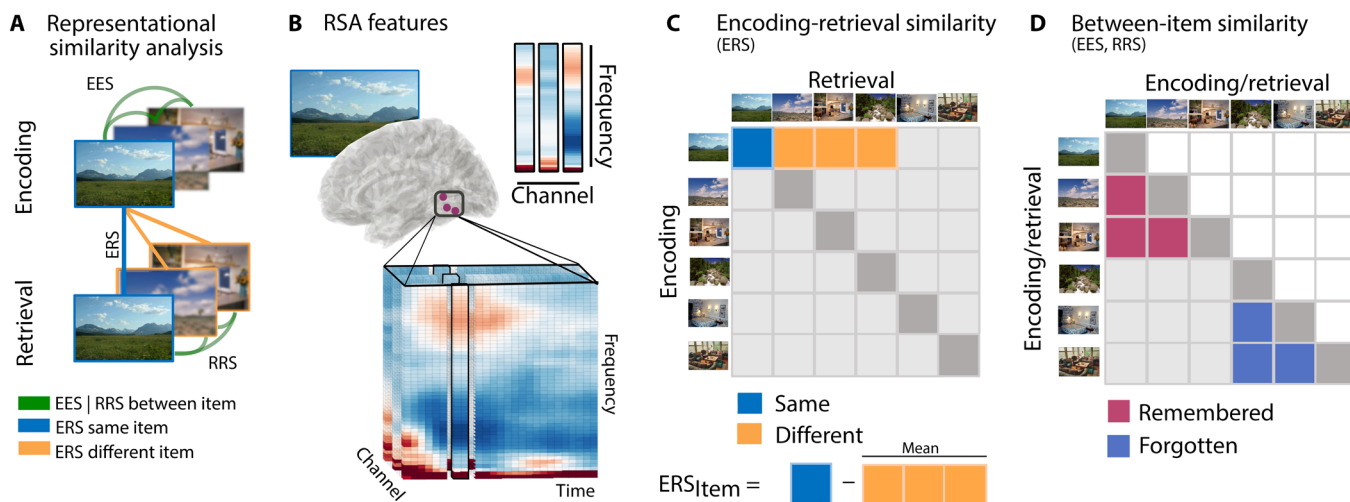 A Representational
similarity analysis
EES
Encoding
ERS
Retrieval
RRS
EES | RRS between item
ERS same item
ERS different item
B RSA features
Frequency
Channel
Frequency
Channel
Time
C Encoding-retrieval similarity
(ERS)
Retrieval
Encoding
Same
Different
Mean
ERSItem = –
D Between-item similarity
(EES, RRS)
Encoding/retrieval
Encoding/retrieval
Remembered
Forgotten